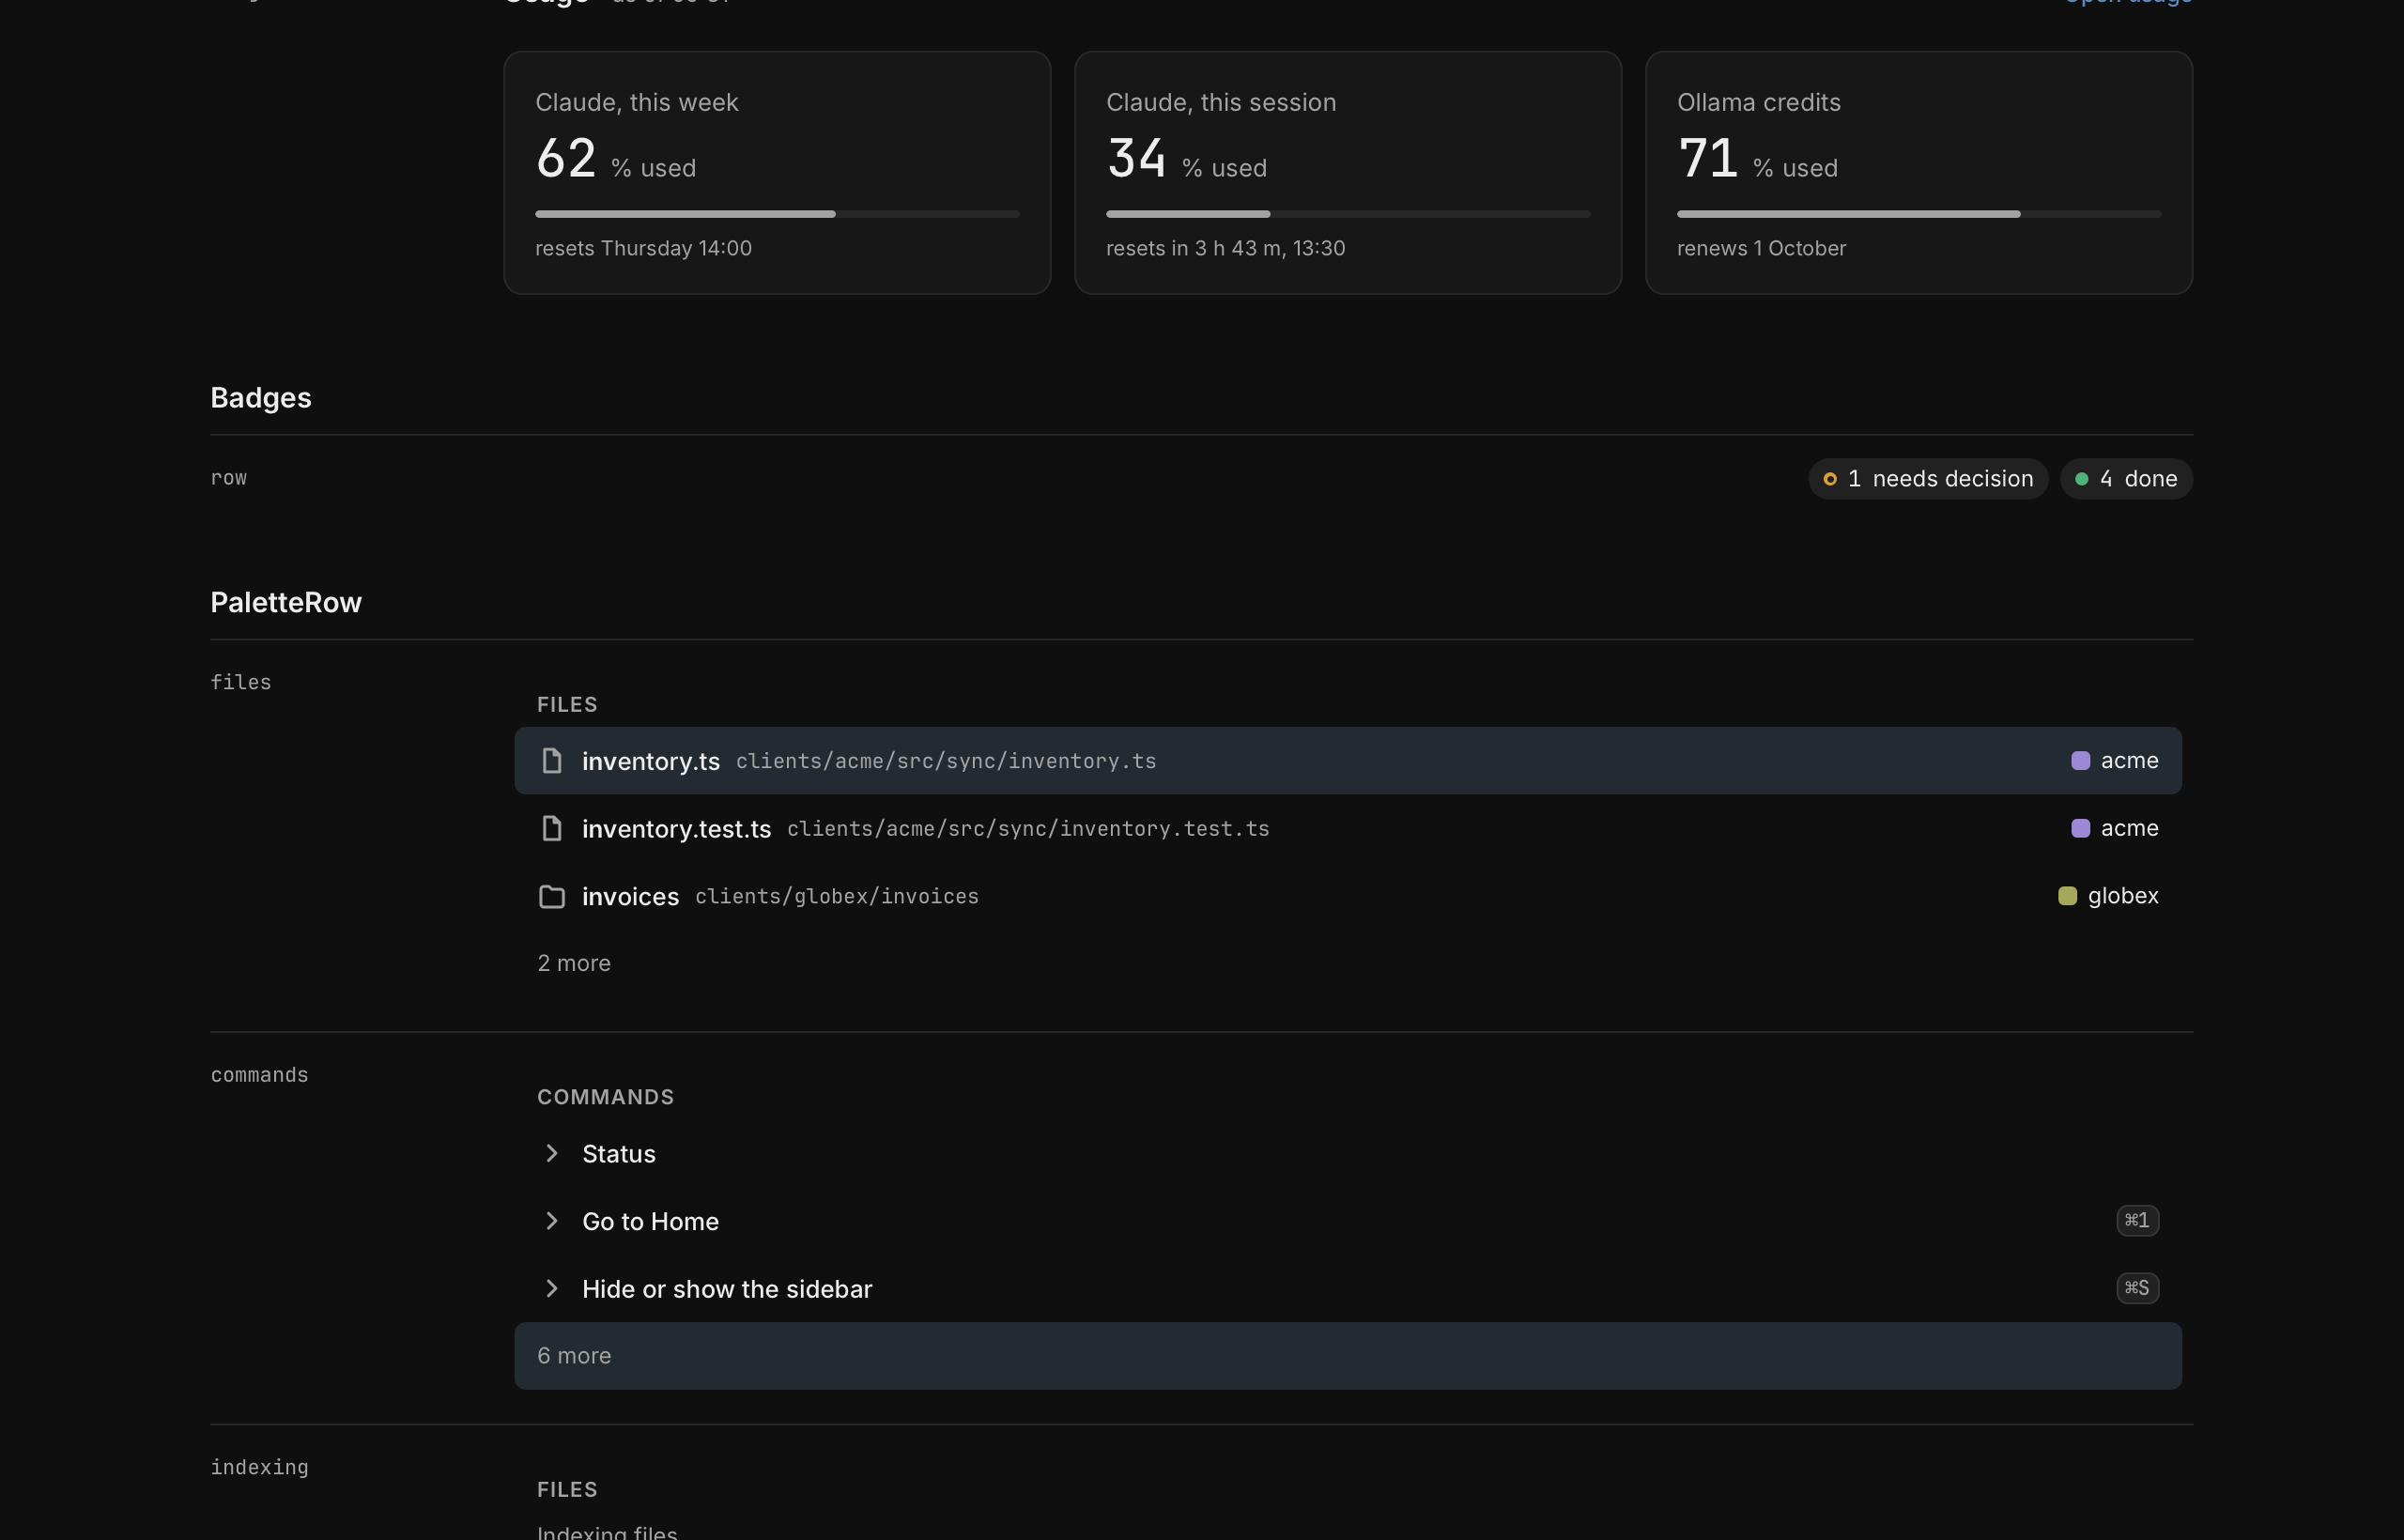 Claude, this week
62 % used
resets Thursday 14:00
Claude, this session
34 % used
resets in 3 h 43 m, 13:30
Ollama credits
71 % used
renews 1 October
Badges
row
1 needs decision
4 done
PaletteRow
files
FILES
inventory.ts clients/acme/src/sync/inventory.ts acme
inventory.test.ts clients/acme/src/sync/inventory.test.ts acme
invoices clients/globex/invoices globex
2 more
commands
COMMANDS
Status
Go to Home ⌘1
Hide or show the sidebar ⌘S
6 more
indexing
FILES
Indexing files